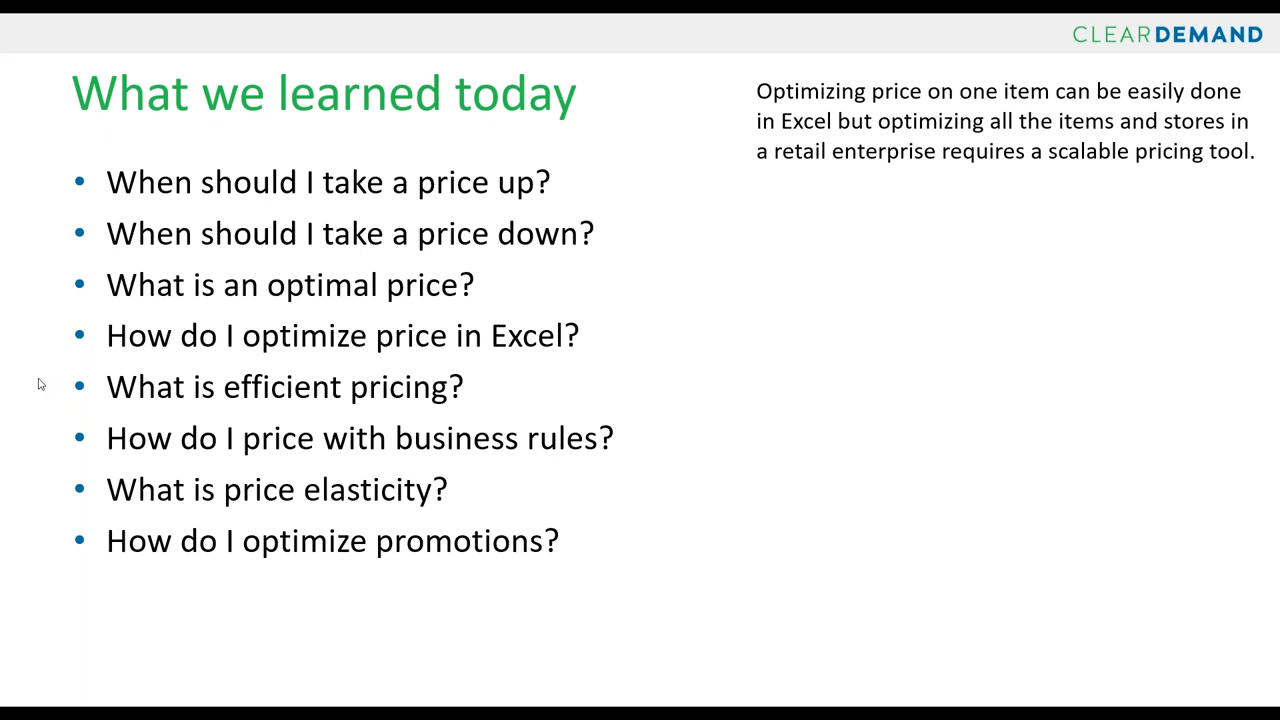 CLEARDEMAND
What we learned today
Optimizing price on one item can be easily done
in Excel but optimizing all the items and stores in
a retail enterprise requires a scalable pricing tool.
• When should I take a price up?
• When should I take a price down?
• What is an optimal price?
• How do I optimize price in Excel?
• What is efficient pricing?
• How do I price with business rules?
• What is price elasticity?
• How do I optimize promotions?